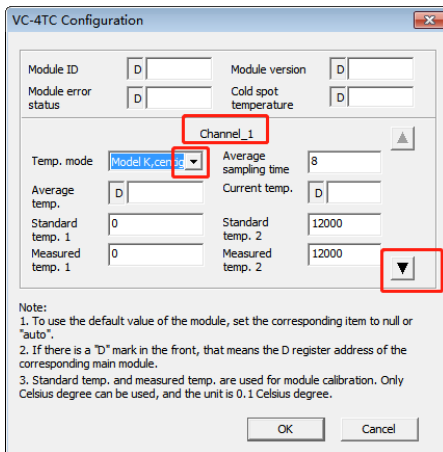 VC-4TC Configuration
Module ID D Module version D
Module error status D Cold spot temperature D
Channel_1
Temp. mode Model K, Average sampling time 8
Average temp. D Current temp. D
Standard temp. 1 0 Standard temp. 2 12000
Measured temp. 1 0 Measured temp. 2 12000
Note:
1. To use the default value of the module, set the corresponding item to null or
"auto".
2. If there is a "D" mark in the front, that means the D register address of the
corresponding main module.
3. Standard temp. and measured temp. are used for module calibration. Only
Celsius degree can be used, and the unit is 0.1 Celsius degree.
OK Cancel